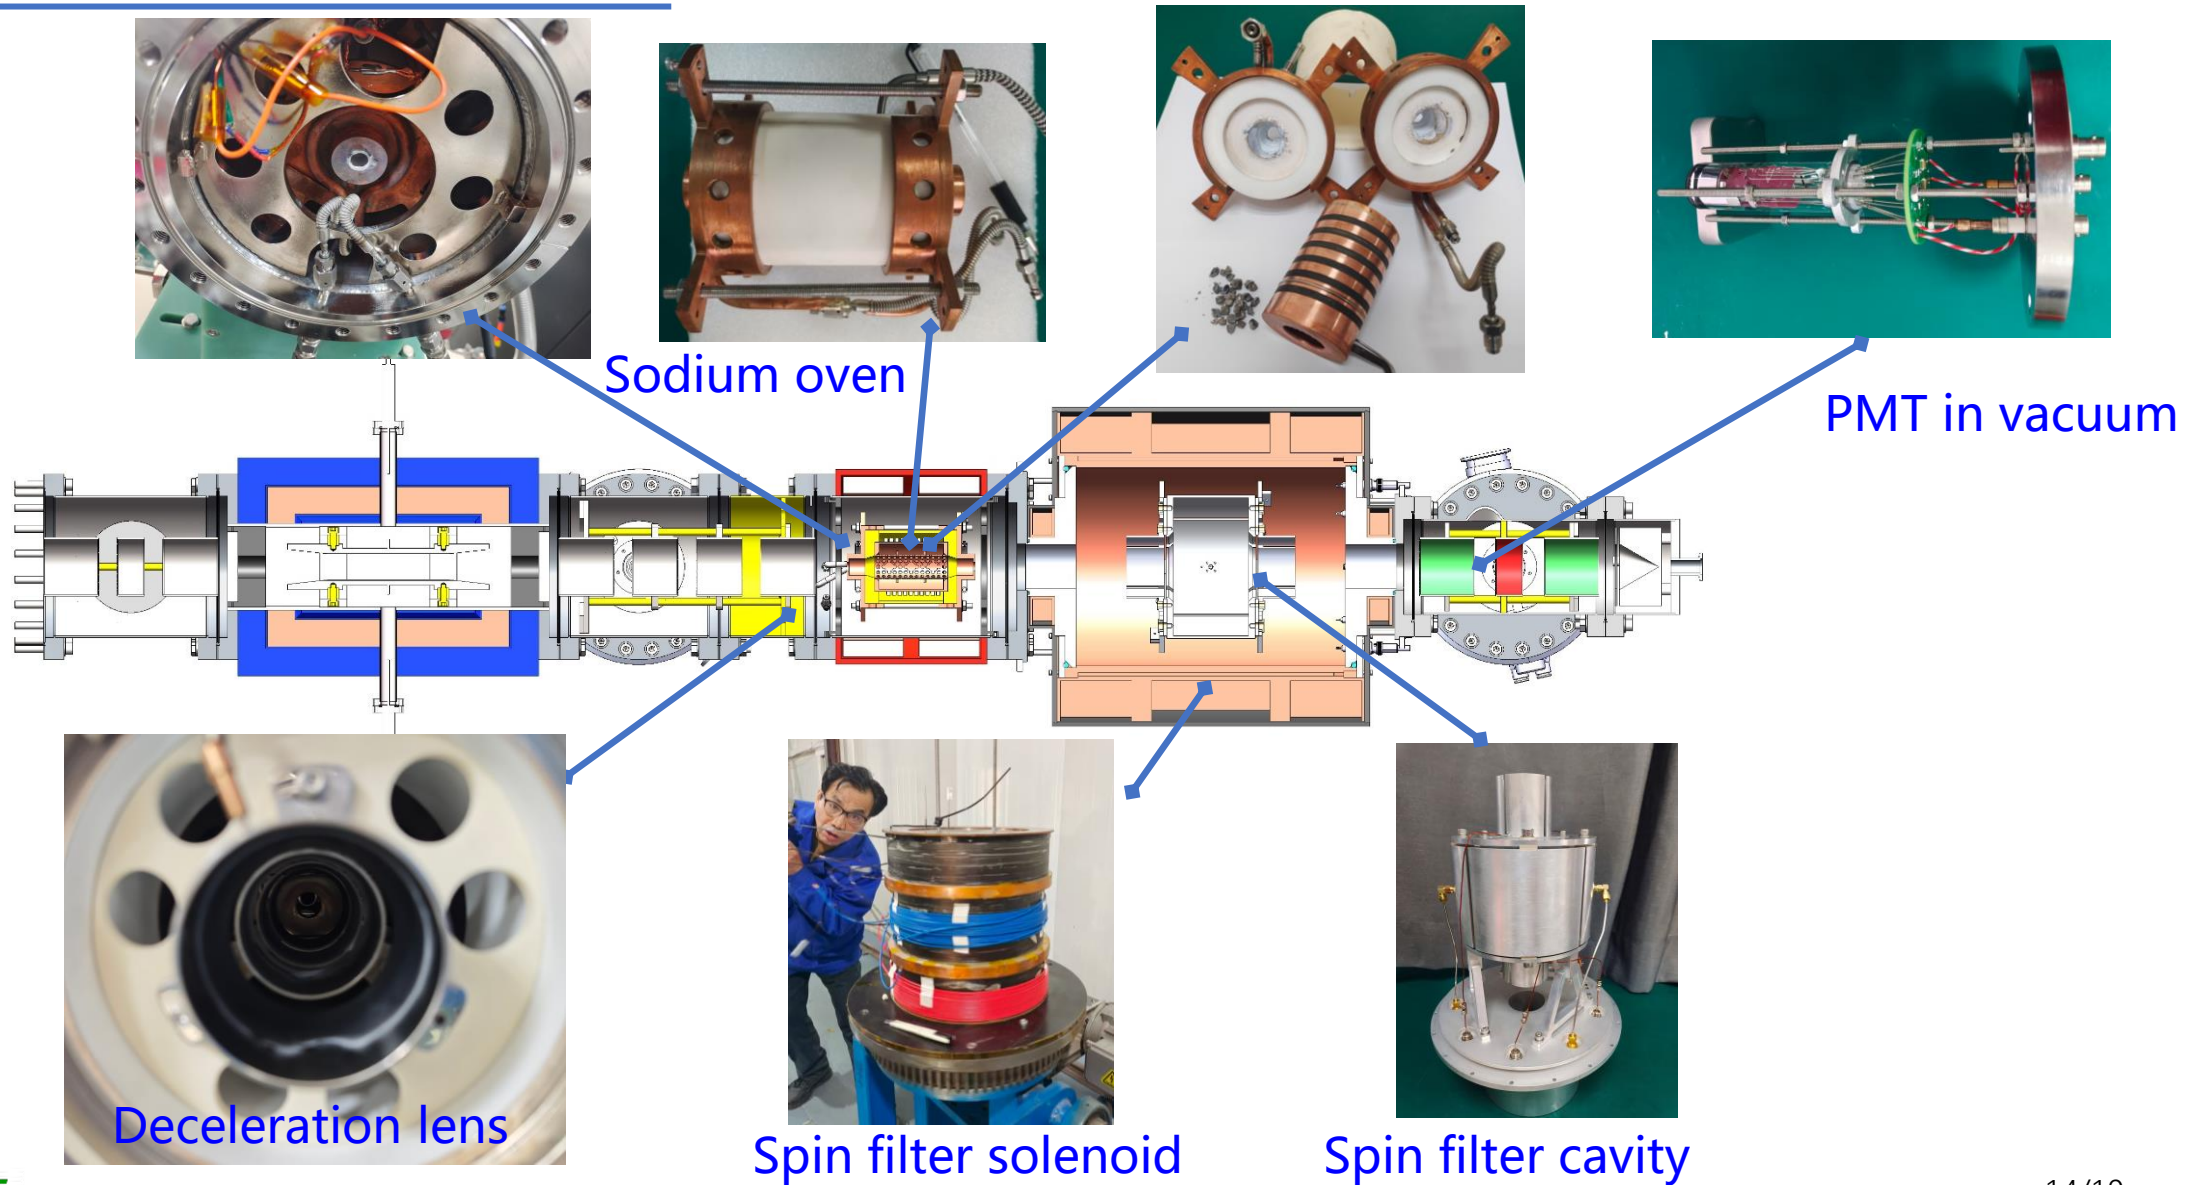 Sodium oven
PMT in vacuum
Deceleration lens
Spin filter solenoid
Spin filter cavity